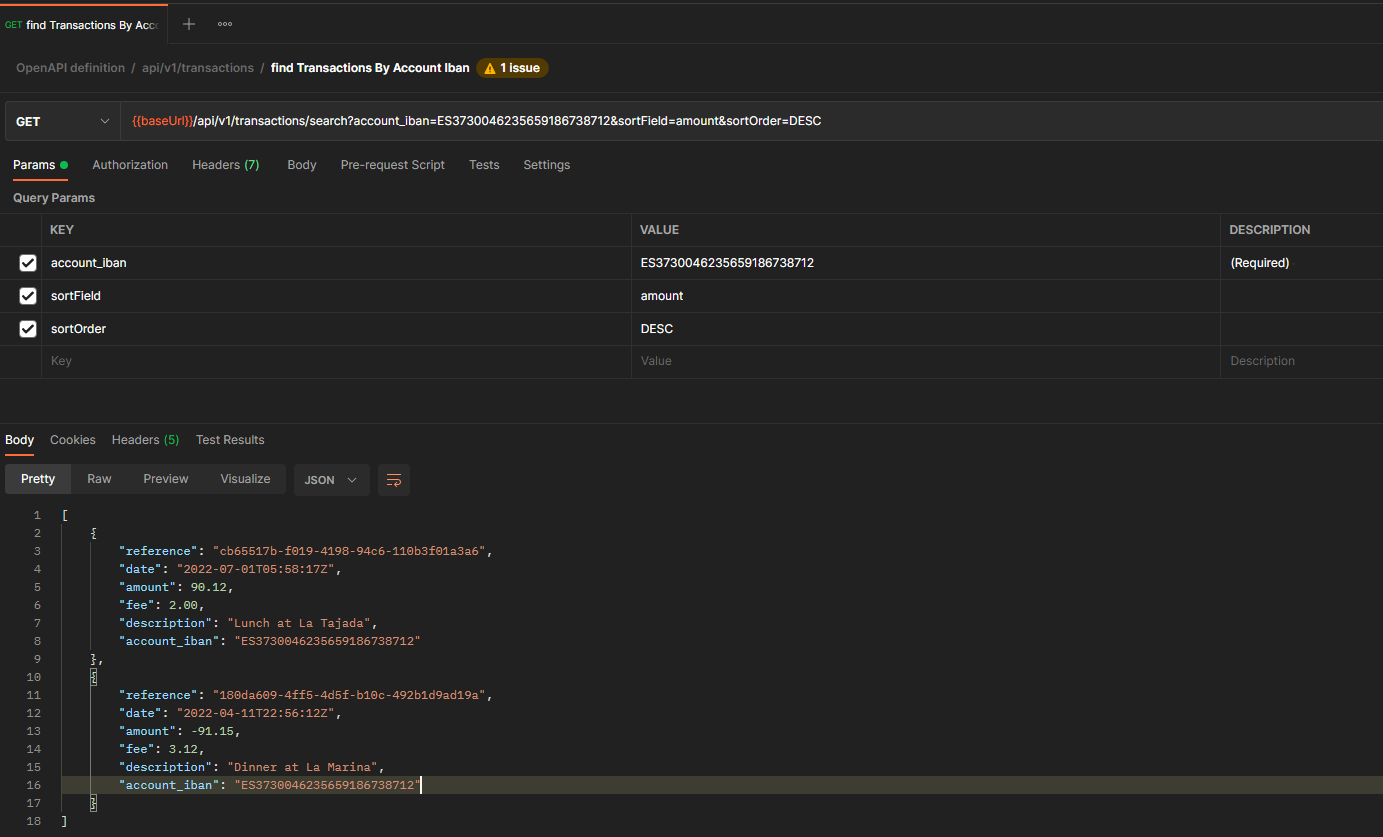 GET find Transactions By Acc
OpenAPI definition / api/v1/transactions / find Transactions By Account Iban 1 issue
GET {{baseUrl}}/api/v1/transactions/search?account_iban=ES3730046235659186738712&sortField=amount&sortOrder=DESC
Params Authorization Headers (7) Body Pre-request Script Tests Settings
Query Params
KEY VALUE DESCRIPTION
account_iban ES3730046235659186738712 (Required)
sortField amount
sortOrder DESC
Key Value Description
Body Cookies Headers (5) Test Results
Pretty Raw Preview Visualize JSON
1 [
2 {
3 "reference": "cb65517b-f019-4198-94c6-110b3f01a3a6",
4 "date": "2022-07-01T05:58:17Z",
5 "amount": 90.12,
6 "fee": 2.00,
7 "description": "Lunch at La Tajada",
8 "account_iban": "ES3730046235659186738712"
9 },
10 {
11 "reference": "180da609-4ff5-4d5f-b10c-492b1d9ad19a",
12 "date": "2022-04-11T22:56:12Z",
13 "amount": -91.15,
14 "fee": 3.12,
15 "description": "Dinner at La Marina",
16 "account_iban": "ES3730046235659186738712"
17 }
18 ]